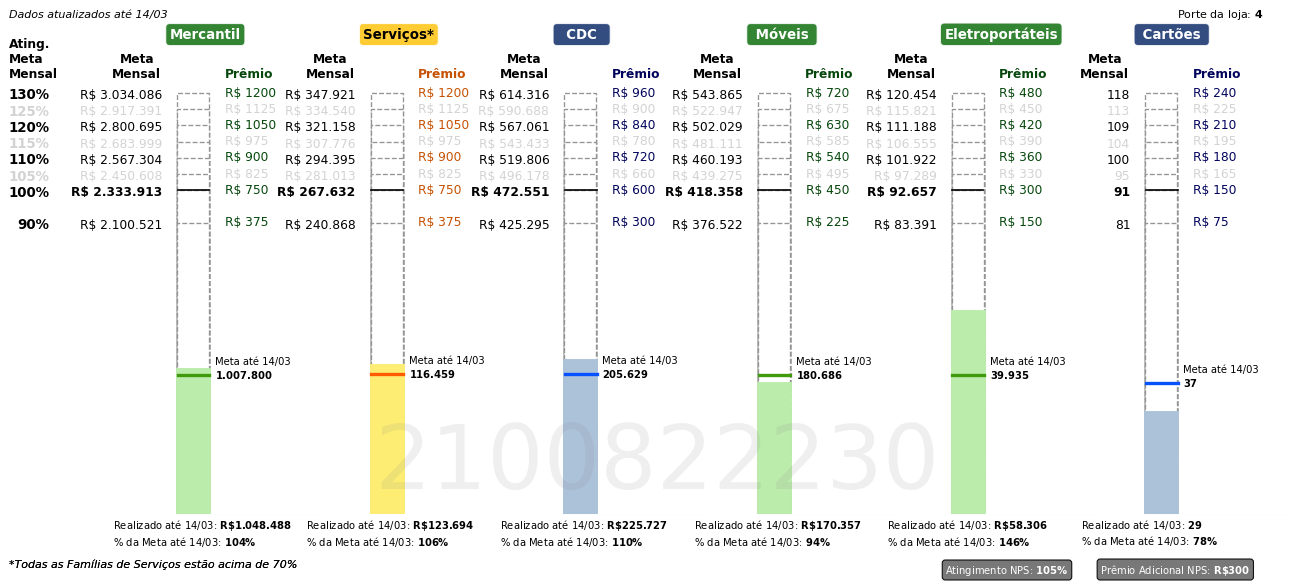 Dados atualizados até 14/03 Porte da loja: 4
Mercantil Serviços* CDC Móveis Eletroportáteis Cartões
Ating. Meta Mensal Meta Mensal Prêmio Meta Mensal Prêmio Meta Mensal Prêmio Meta Mensal Prêmio Meta Mensal Prêmio Meta Mensal Prêmio
130% R$ 3.034.086 R$ 1200 R$ 347.921 R$ 1200 R$ 614.316 R$ 960 R$ 543.865 R$ 720 R$ 120.454 R$ 480 118 R$ 240
125% R$ 2.917.391 R$ 1125 R$ 334.540 R$ 1125 R$ 590.688 R$ 900 R$ 522.947 R$ 675 R$ 115.821 R$ 450 113 R$ 225
120% R$ 2.800.695 R$ 1050 R$ 321.158 R$ 1050 R$ 567.061 R$ 840 R$ 502.029 R$ 630 R$ 111.188 R$ 420 109 R$ 210
115% R$ 2.683.999 R$ 975 R$ 307.776 R$ 975 R$ 543.433 R$ 780 R$ 481.111 R$ 585 R$ 106.555 R$ 390 104 R$ 195
110% R$ 2.567.304 R$ 900 R$ 294.395 R$ 900 R$ 519.806 R$ 720 R$ 460.193 R$ 540 R$ 101.922 R$ 360 100 R$ 180
105% R$ 2.450.608 R$ 825 R$ 281.013 R$ 825 R$ 496.178 R$ 660 R$ 439.275 R$ 495 R$ 97.289 R$ 330 95 R$ 165
100% R$ 2.333.913 R$ 750 R$ 267.632 R$ 750 R$ 472.551 R$ 600 R$ 418.358 R$ 450 R$ 92.657 R$ 300 91 R$ 150
90% R$ 2.100.521 R$ 375 R$ 240.868 R$ 375 R$ 425.295 R$ 300 R$ 376.522 R$ 225 R$ 83.391 R$ 150 81 R$ 75
Meta até 14/03 Meta até 14/03 Meta até 14/03 Meta até 14/03 Meta até 14/03 Meta até 14/03
1.007.800 116.459 205.629 180.686 39.935 37
2100822230
Realizado até 14/03: R$1.048.488 Realizado até 14/03: R$123.694 Realizado até 14/03: R$225.727 Realizado até 14/03: R$170.357 Realizado até 14/03: R$58.306 Realizado até 14/03: 29
% da Meta até 14/03: 104% % da Meta até 14/03: 106% % da Meta até 14/03: 110% % da Meta até 14/03: 94% % da Meta até 14/03: 146% % da Meta até 14/03: 78%
*Todas as Famílias de Serviços estão acima de 70% Atingimento NPS: 105% Prêmio Adicional NPS: R$300